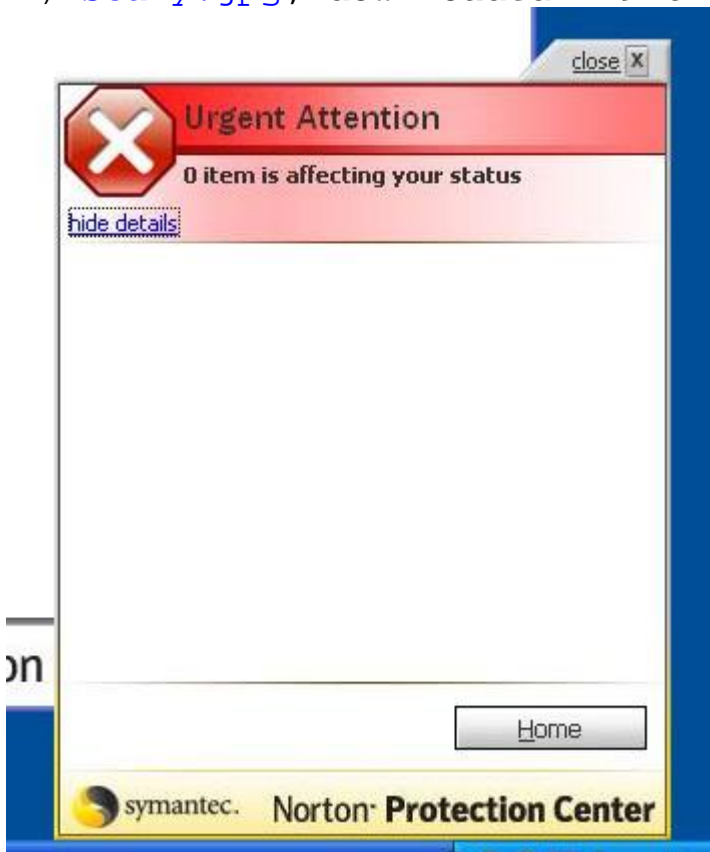 close X
Urgent Attention
0 item is affecting your status
hide details
on
Home
symantec. Norton· Protection Center